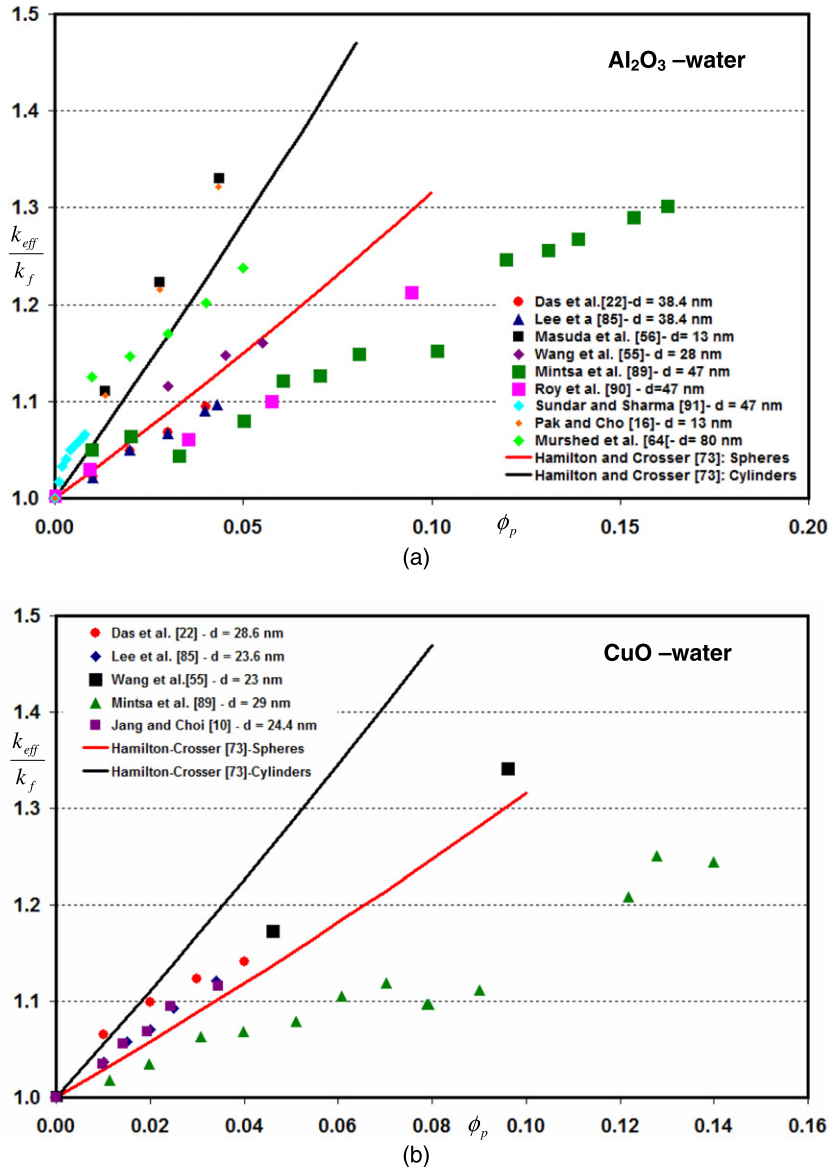 1.5
Al₂O₃ –water
1.4
1.3
k_eff
k_f
1.2
Das et al.[22]-d = 38.4 nm
Lee et a [85]- d = 38.4 nm
Masuda et al. [56]- d= 13 nm
Wang et al. [55]- d = 28 nm
1.1
Mintsa et al. [89]- d = 47 nm
Roy et al. [90]- d=47 nm
Sundar and Sharma [91]- d = 47 nm
Pak and Cho [16]- d = 13 nm
Murshed et al. [64[- d= 80 nm
Hamilton and Crosser [73]: Spheres
Hamilton and Crosser [73]: Cylinders
1.0
0.00 0.05 0.10 0.15 0.20
ϕ_p
(a)
1.5
Das et al. [22] - d = 28.6 nm
Lee et al. [85] - d = 23.6 nm
CuO –water
Wang et al.[55] - d = 23 nm
Mintsa et al. [89] - d = 29 nm
1.4
Jang and Choi [10] - d = 24.4 nm
k_eff
k_f
Hamilton-Crosser [73]-Spheres
Hamilton-Crosser [73]-Cylinders
1.3
1.2
1.1
1.0
0.00 0.02 0.04 0.06 0.08 0.10 0.12 0.14 0.16
ϕ_p
(b)